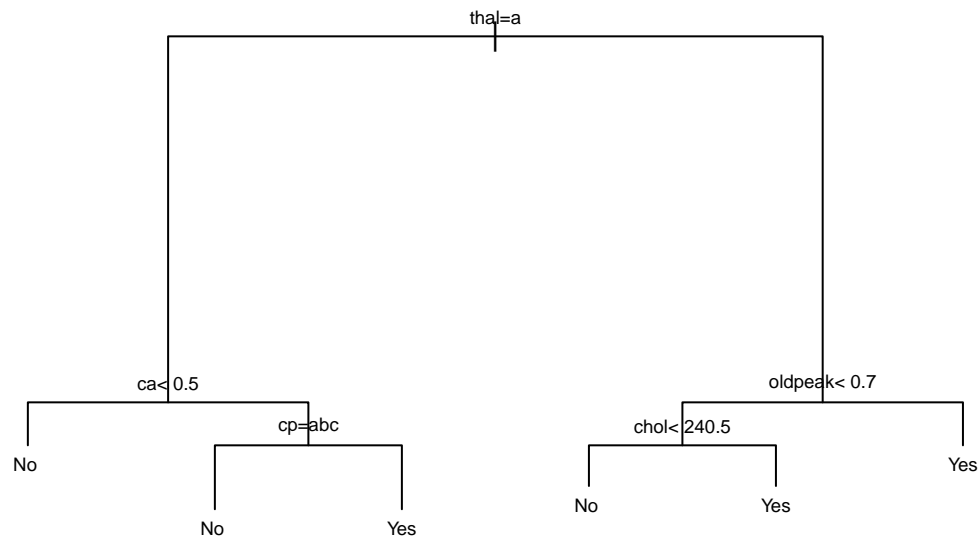 thal=a
ca< 0.5
oldpeak< 0.7
cp=abc
chol< 240.5
No
Yes
No
Yes
No
Yes